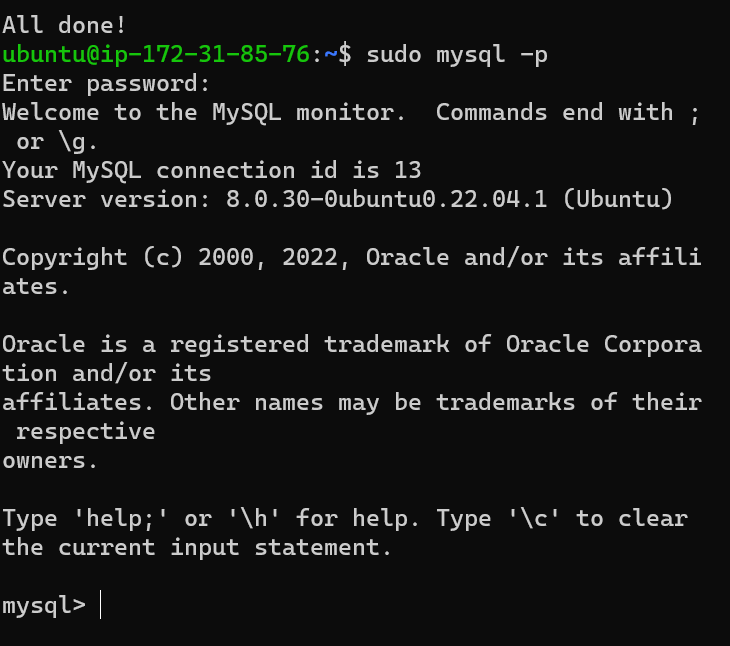 All done!
ubuntu@ip-172-31-85-76:~$ sudo mysql -p
Enter password:
Welcome to the MySQL monitor.  Commands end with ;
 or \g.
Your MySQL connection id is 13
Server version: 8.0.30-0ubuntu0.22.04.1 (Ubuntu)

Copyright (c) 2000, 2022, Oracle and/or its affili
ates.

Oracle is a registered trademark of Oracle Corpora
tion and/or its
affiliates. Other names may be trademarks of their
 respective
owners.

Type 'help;' or '\h' for help. Type '\c' to clear
the current input statement.

mysql>